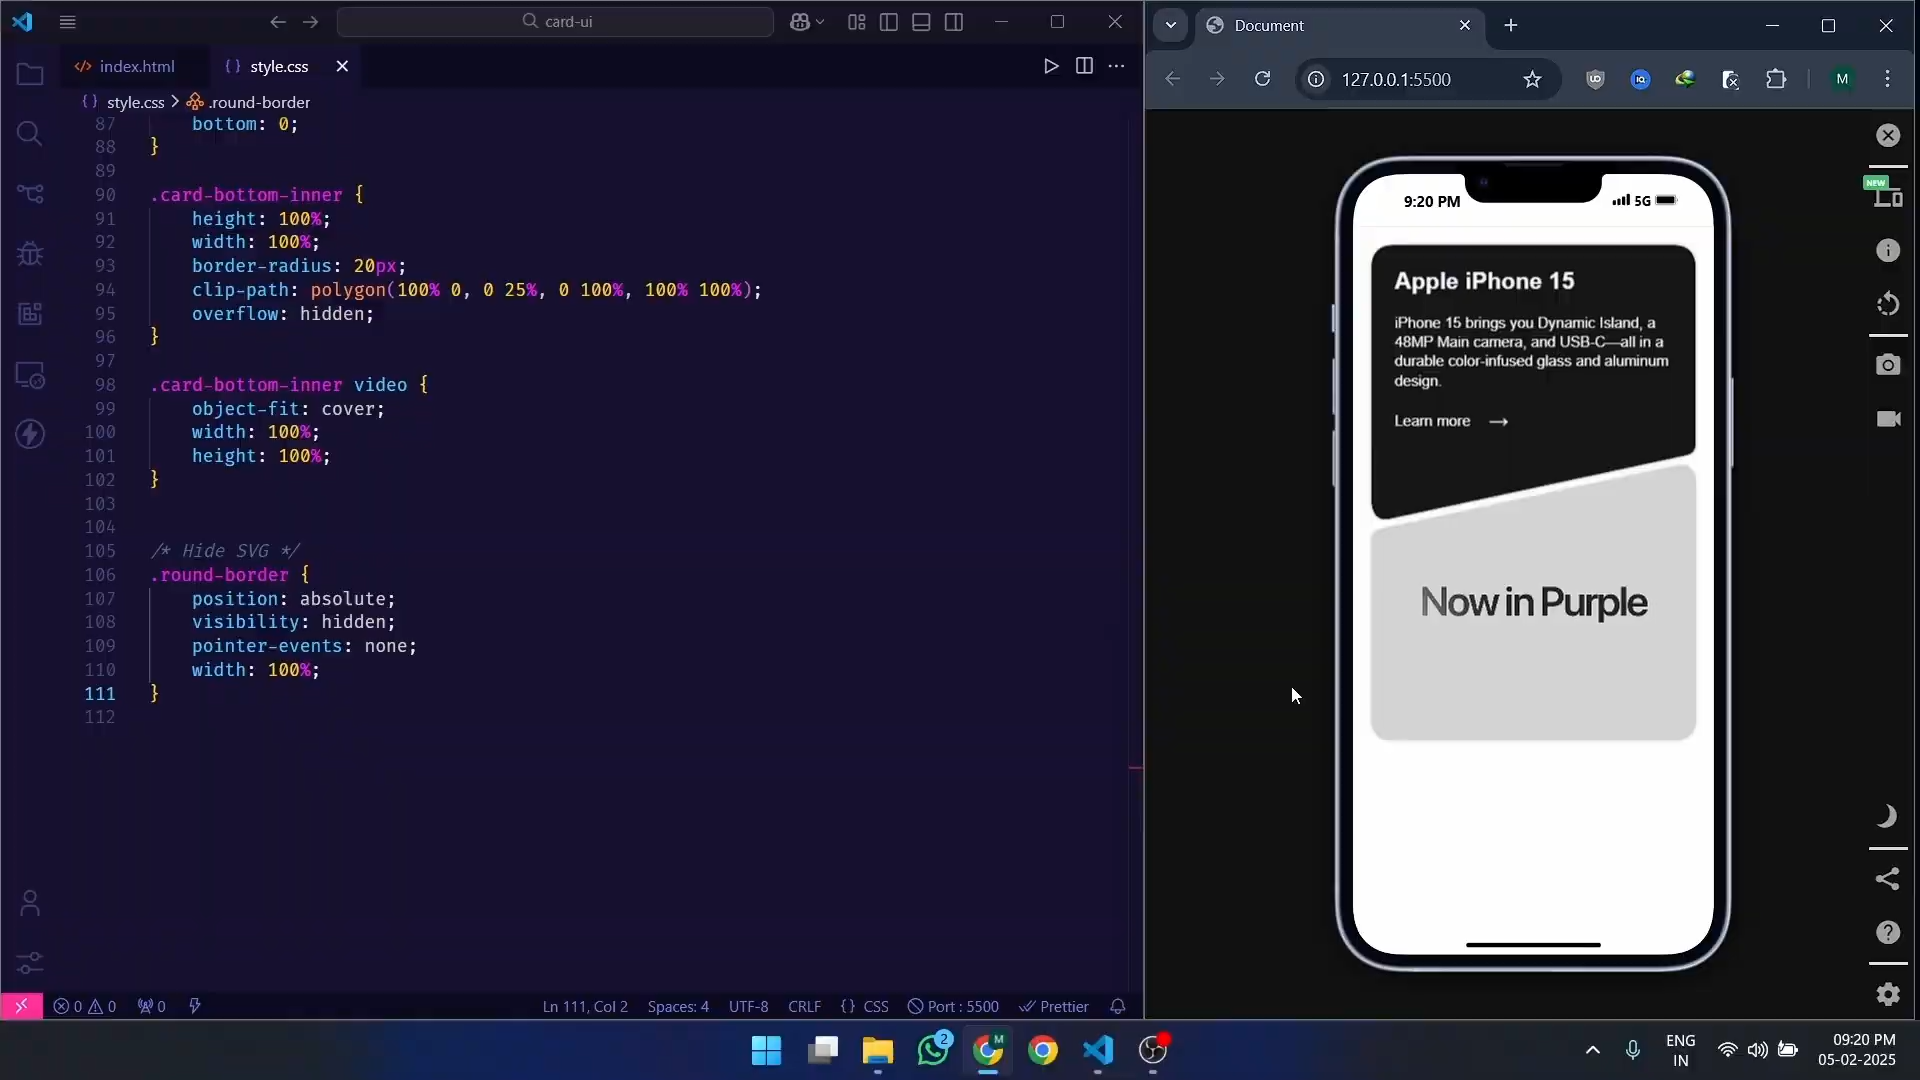 card-ui
index.html
style.css
style.css > .round-border
87 bottom: 0;
88 }
89
90 .card-bottom-inner {
91 height: 100%;
92 width: 100%;
93 border-radius: 20px;
94 clip-path: polygon(100% 0, 0 25%, 0 100%, 100% 100%);
95 overflow: hidden;
96 }
97
98 .card-bottom-inner video {
99 object-fit: cover;
100 width: 100%;
101 height: 100%;
102 }
103
104
105 /* Hide SVG */
106 .round-border {
107 position: absolute;
108 visibility: hidden;
109 pointer-events: none;
110 width: 100%;
111 }
112
0 0 0 Ln 111, Col 2 Spaces: 4 UTF-8 CRLF {} CSS Port : 5500 Prettier
Document
127.0.0.1:5500
M
NEW
9:20 PM 5G
Apple iPhone 15
iPhone 15 brings you Dynamic Island, a
48MP Main camera, and USB-C—all in a
durable color-infused glass and aluminum
design.
Learn more →
Now in Purple
2
M
ENG
IN
09:20 PM
05-02-2025